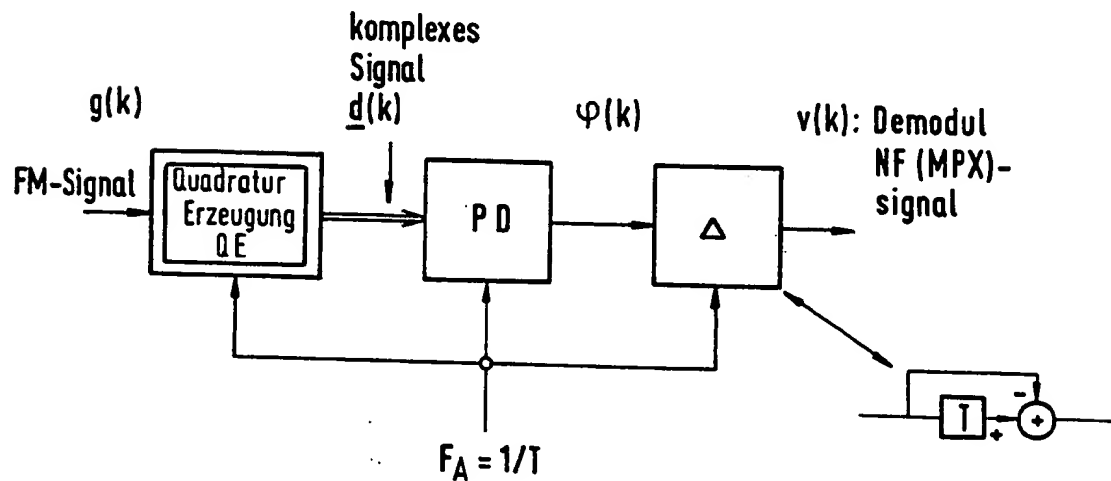 komplexes
Signal
d(k)
g(k)
φ(k)
v(k): Demodul
NF (MPX)-
signal
FM-Signal
Quadratur
Erzeugung
QE
PD
Δ
T
-
+
+
F_A = 1/T